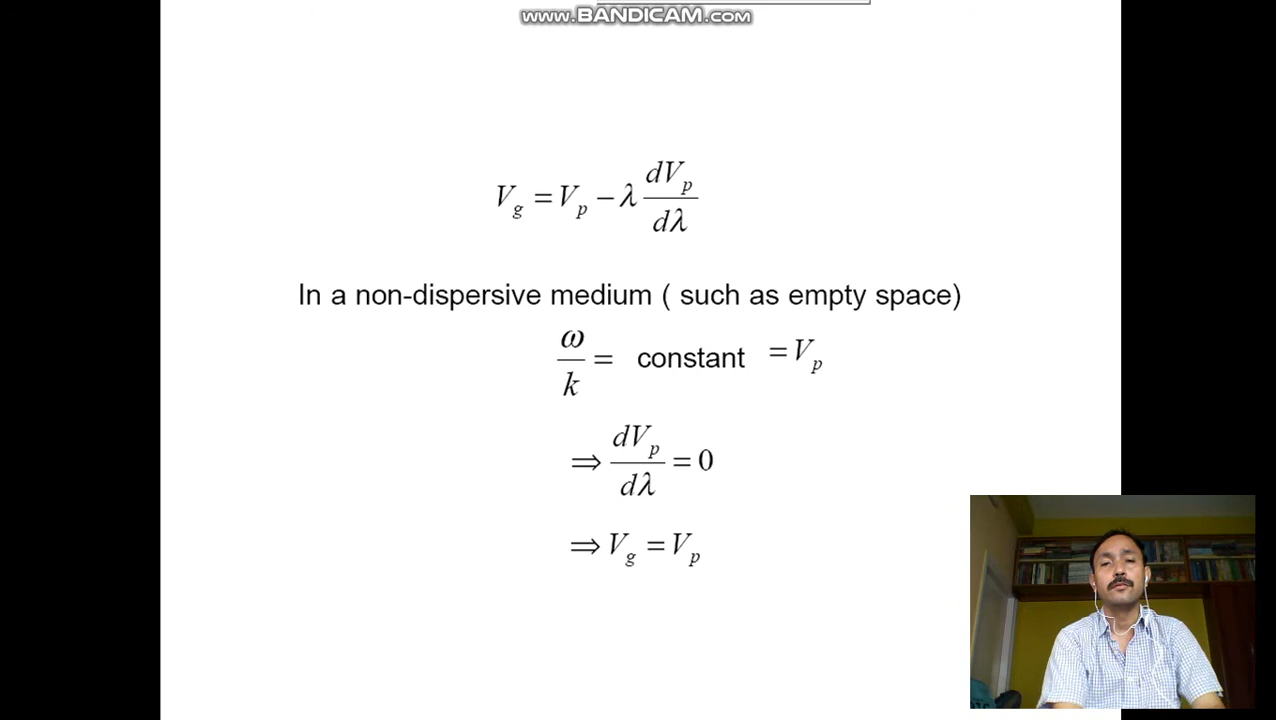 www.BANDICAM.com
V_g = V_p − λ dV_p/dλ
In a non-dispersive medium ( such as empty space)
ω/k = constant = V_p
⇒ dV_p/dλ = 0
⇒ V_g = V_p